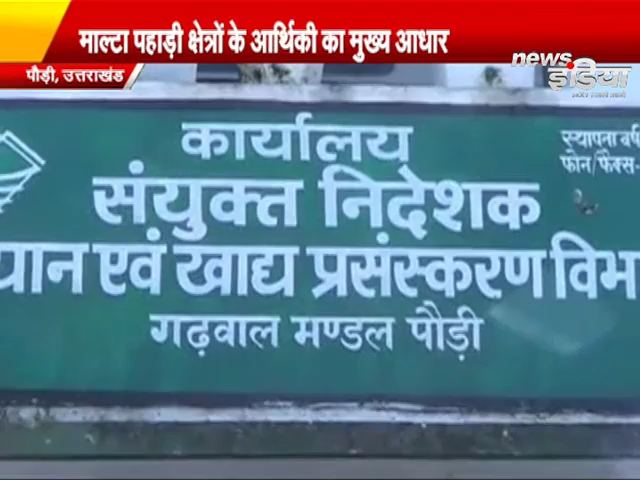 माल्टा पहाड़ी क्षेत्रों के आर्थिकी का मुख्य आधार
पौड़ी, उत्तराखंड
news
इंडिया
कार्यालय
स्थापना वर्ष
फोन/फैक्स-
संयुक्त निदेशक
यान एवं खाद्य प्रसंस्करण विभा
गढ़वाल मण्डल पौड़ी